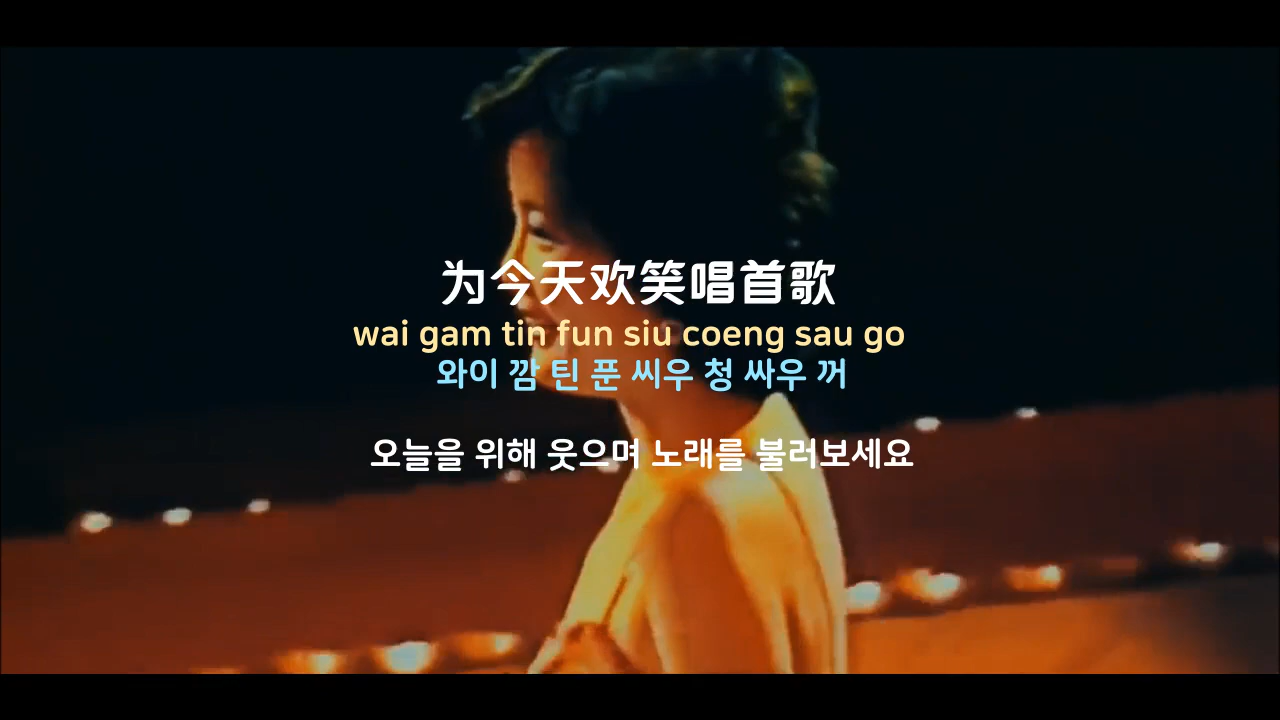 为今天欢笑唱首歌
wai gam tin fun siu coeng sau go
와이 깜 틴 푼 씨우 청 싸우 꺼
오늘을 위해 웃으며 노래를 불러보세요